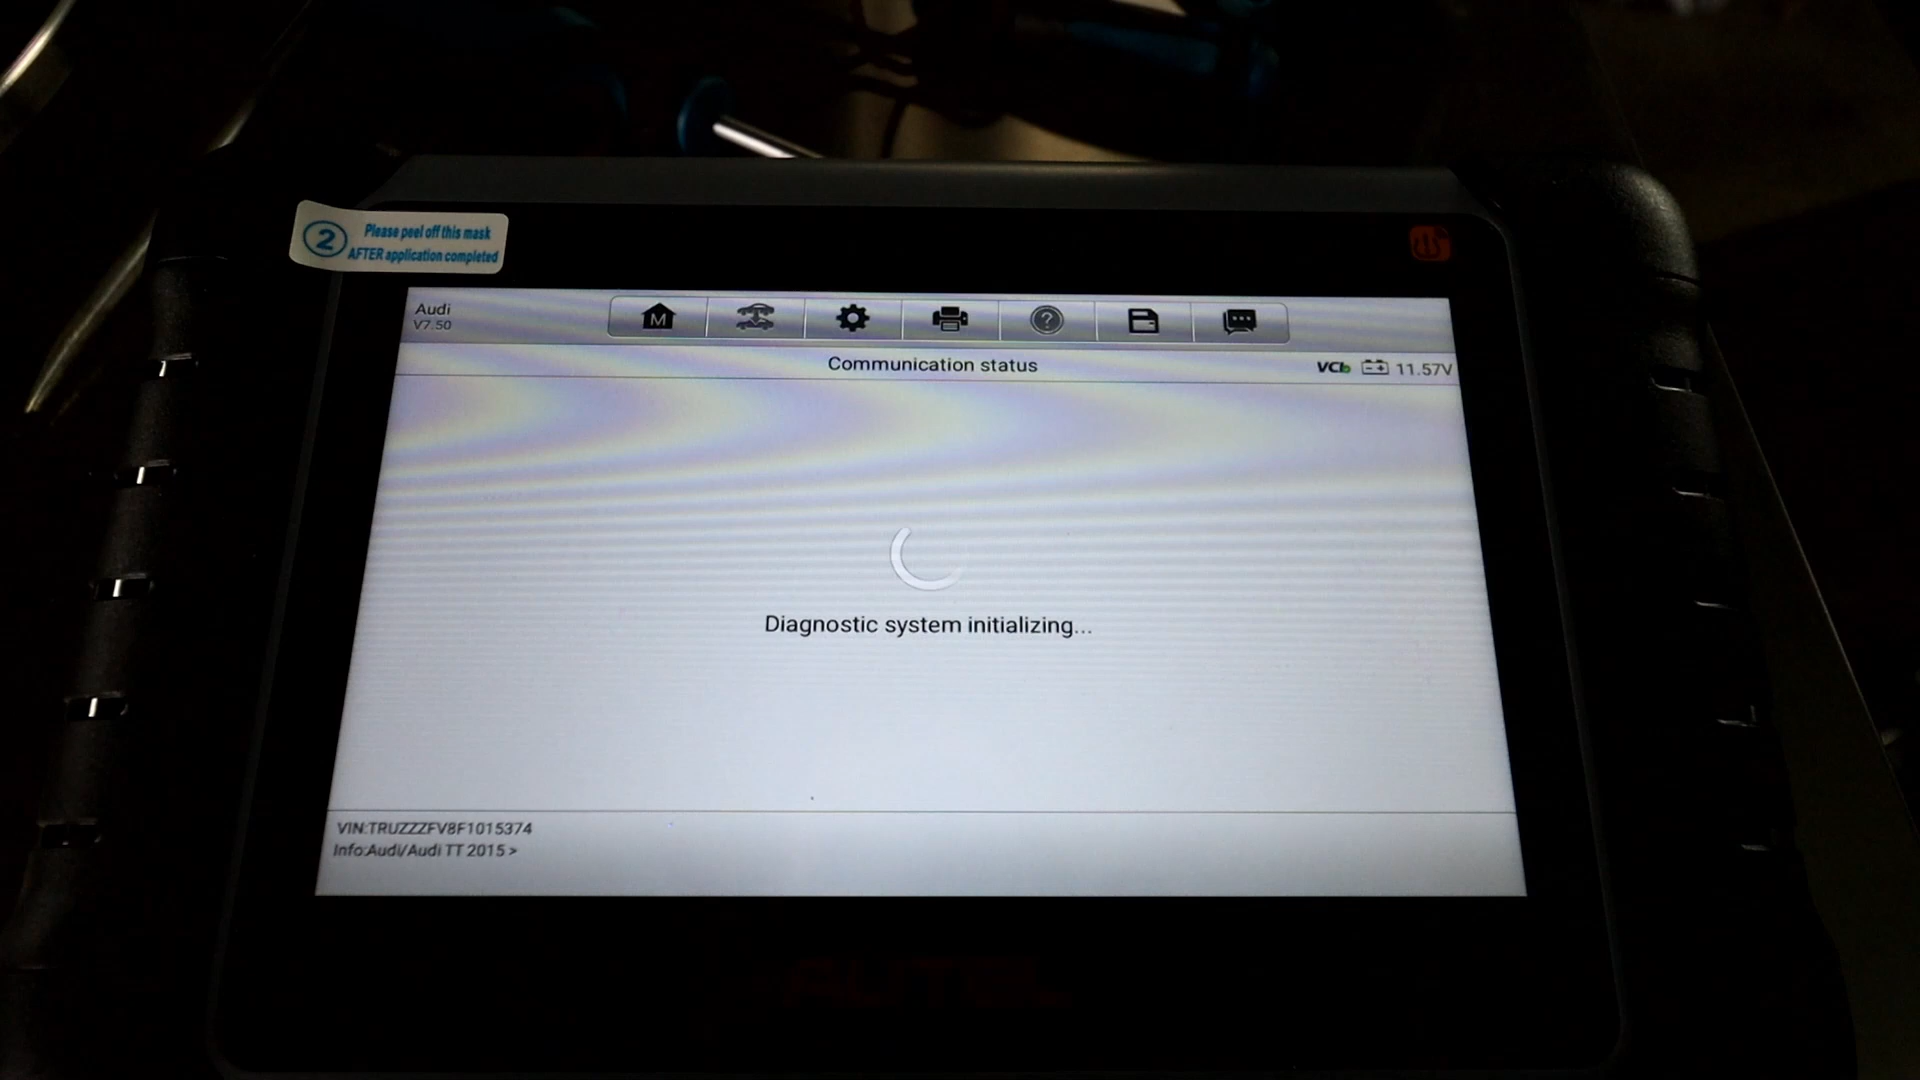 2 Please peel off this mask
AFTER application completed
Audi
V7.50
M
?
Communication status
VCI
11.57V
Diagnostic system initializing...
VIN:TRUZZZFV8F1015374
Info:Audi/Audi TT 2015 >
AUTEL